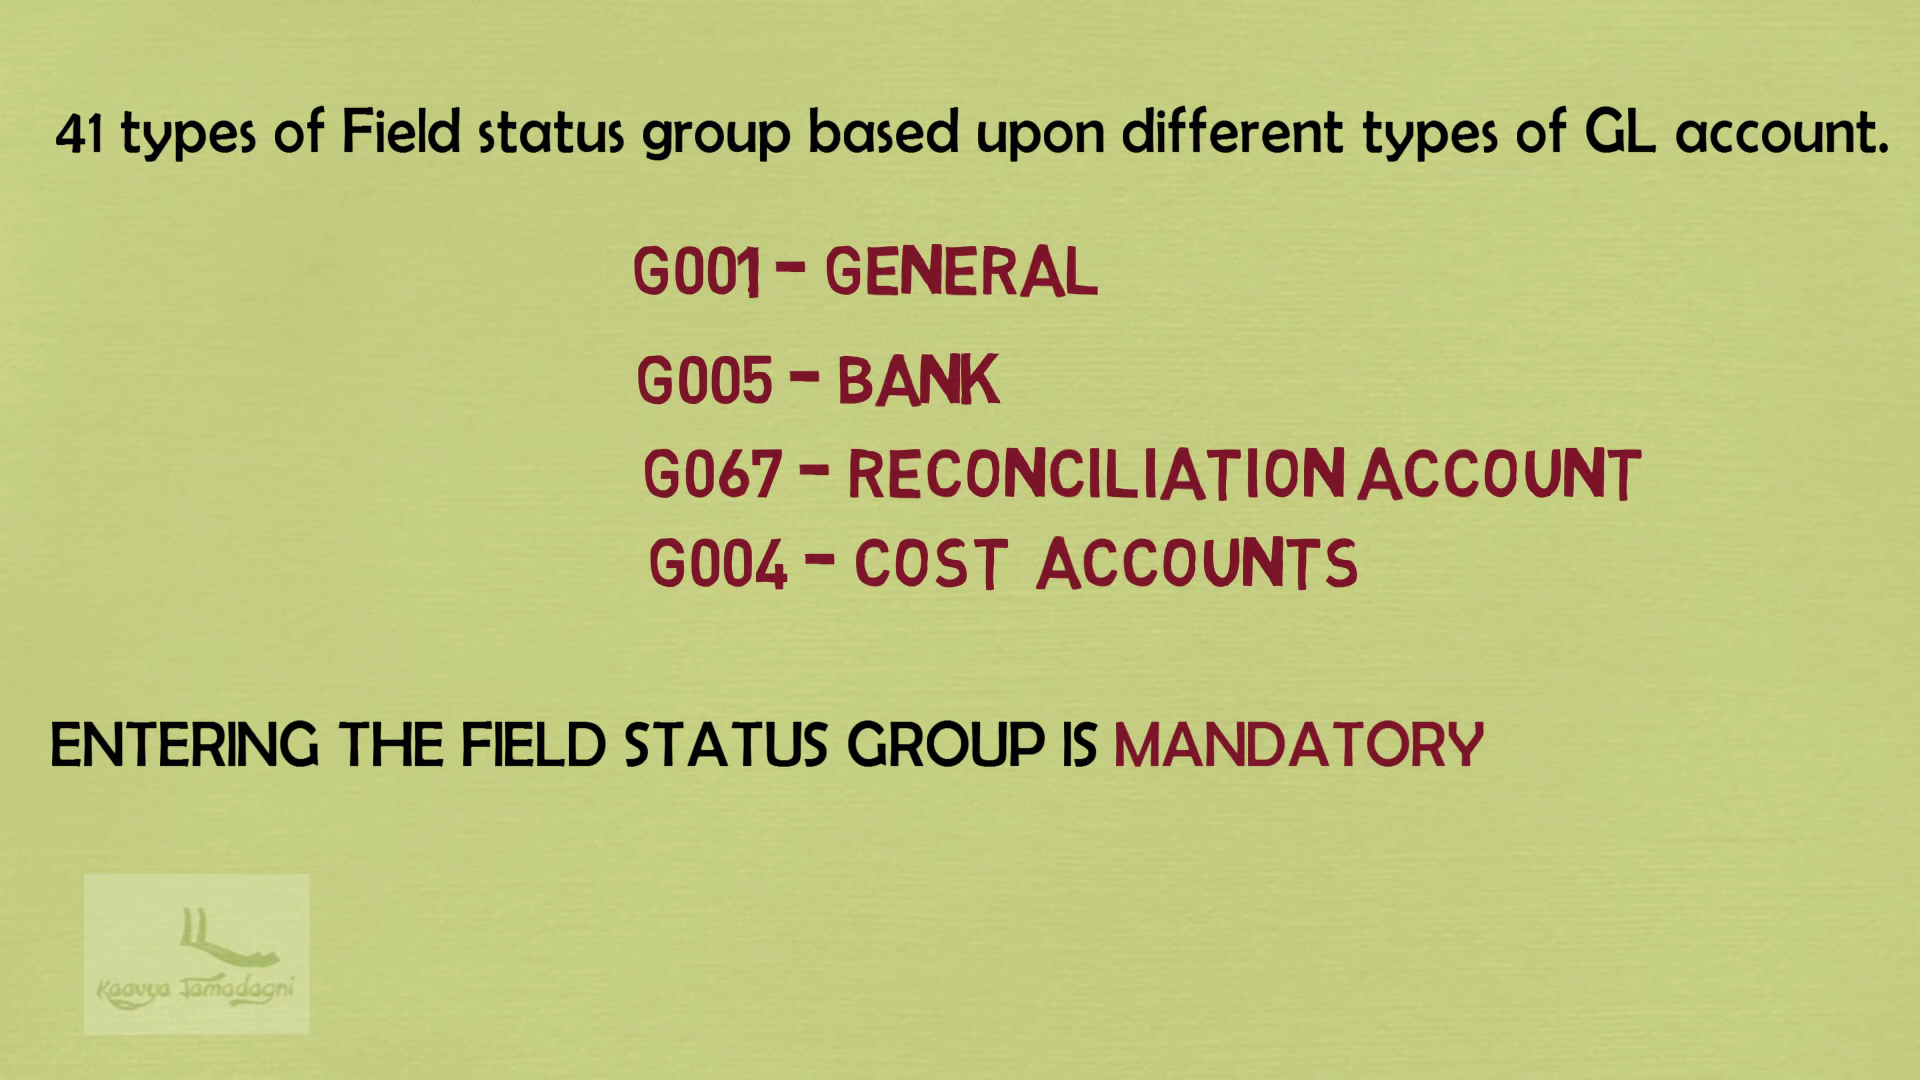 41 types of Field status group based upon different types of GL account.
G001 - GENERAL
G005 - BANK
G067 - RECONCILIATION ACCOUNT
G004 - COST ACCOUNTS
ENTERING THE FIELD STATUS GROUP IS MANDATORY
Kaavya Jamadagni